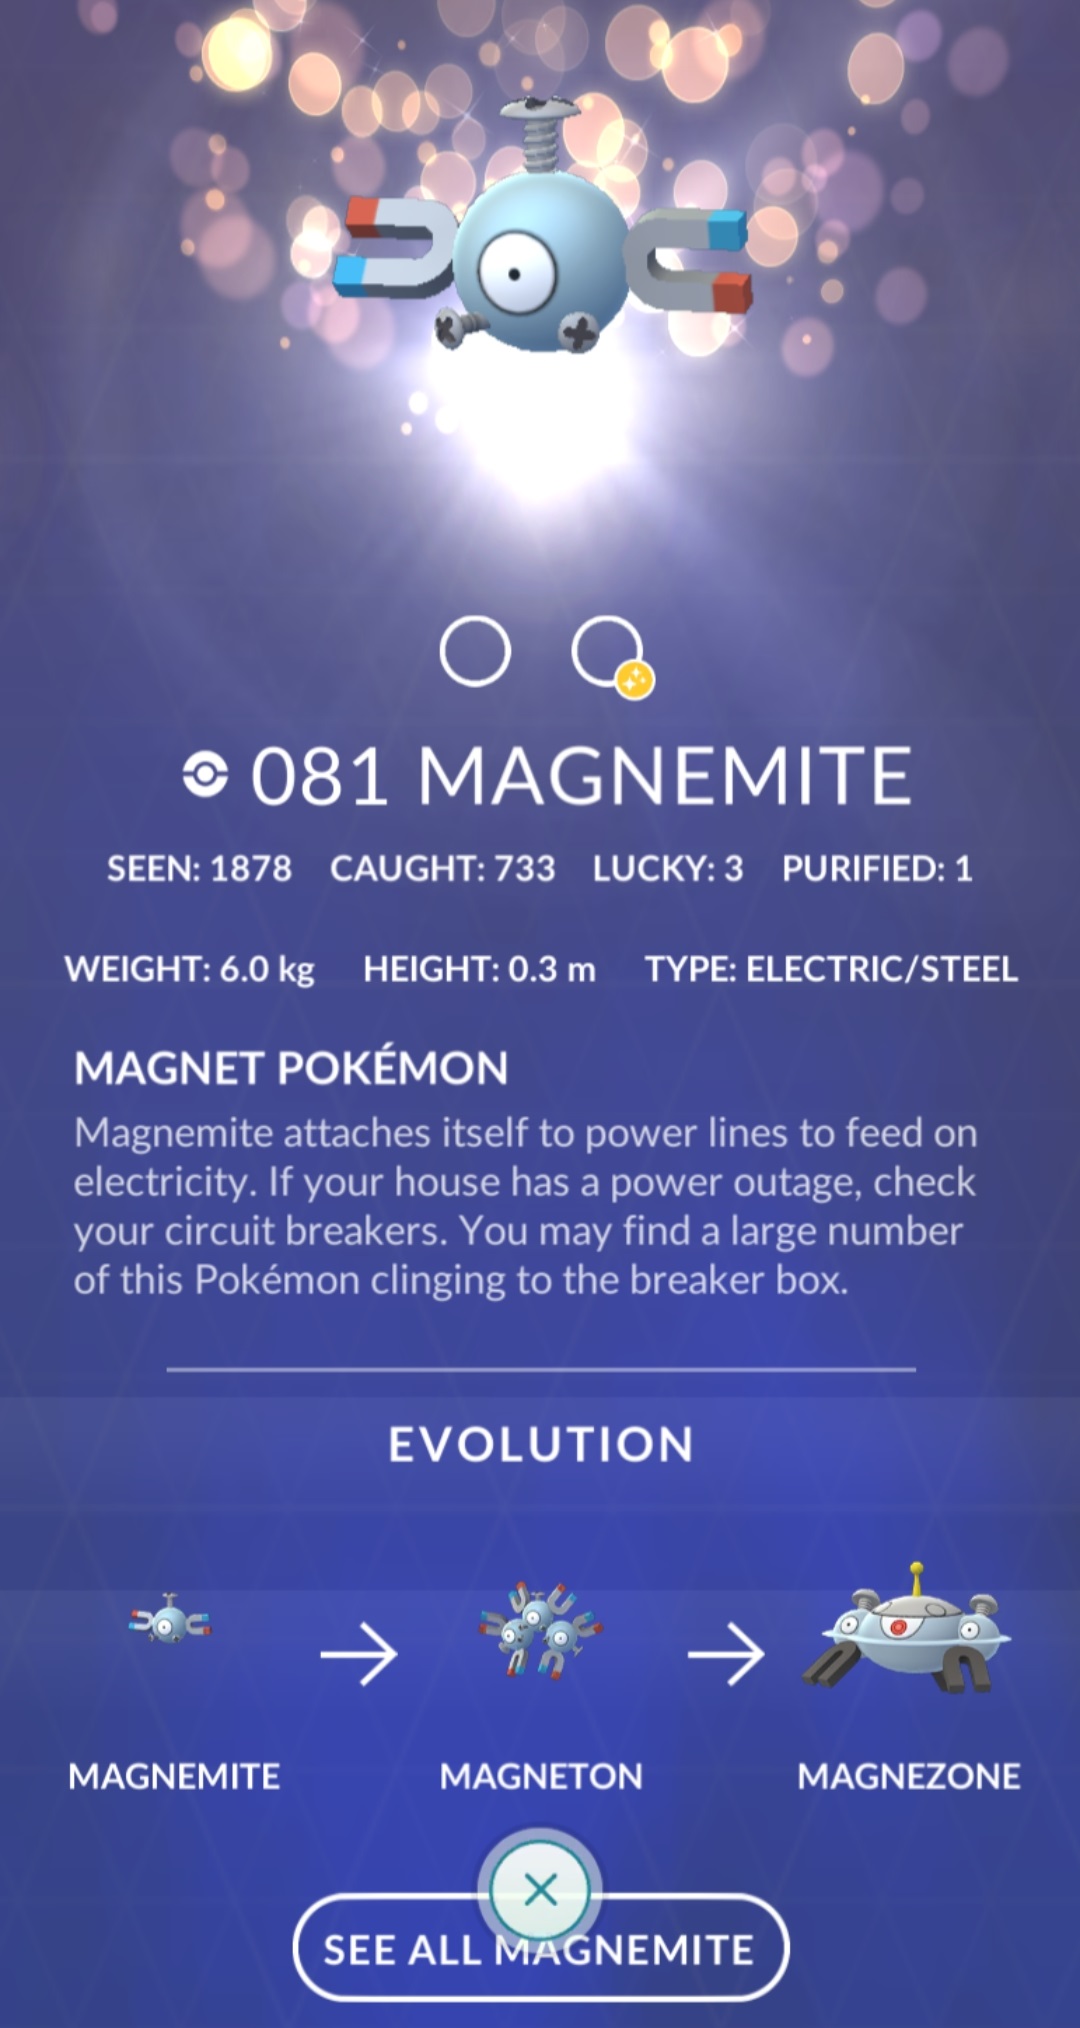 081 MAGNEMITE
SEEN: 1878 CAUGHT: 733 LUCKY: 3 PURIFIED: 1
WEIGHT: 6.0 kg HEIGHT: 0.3 m TYPE: ELECTRIC/STEEL
MAGNET POKÉMON
Magnemite attaches itself to power lines to feed on
electricity. If your house has a power outage, check
your circuit breakers. You may find a large number
of this Pokémon clinging to the breaker box.
EVOLUTION
MAGNEMITE MAGNETON MAGNEZONE
SEE ALL MAGNEMITE